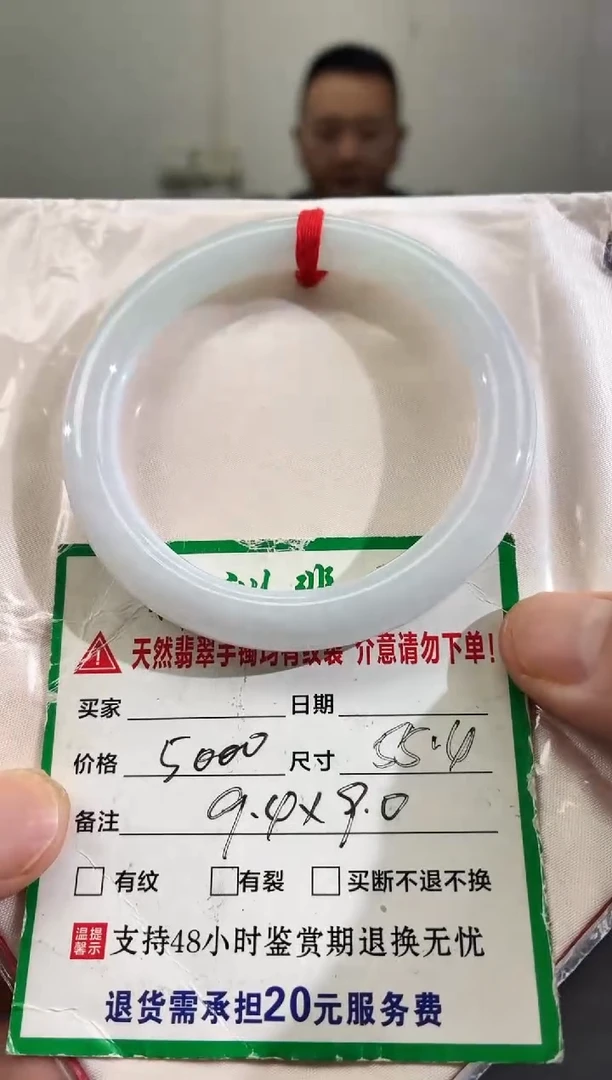 天然翡翠手镯均有纹裂 介意请勿下单!
买家 日期
价格 5000 尺寸 55.4
备注 9.4×9.0
有纹 有裂 买断不退不换
温馨提示 支持48小时鉴赏期退换无忧
退货需承担20元服务费